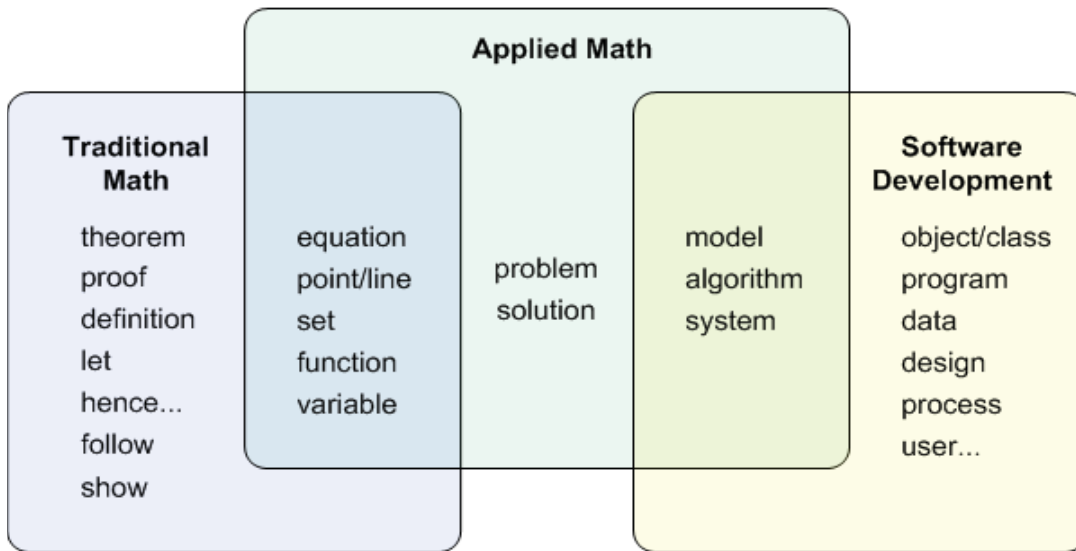 Applied Math
Traditional
Math
theorem
proof
definition
let
hence...
follow
show
equation
point/line
set
function
variable
problem
solution
model
algorithm
system
Software
Development
object/class
program
data
design
process
user...